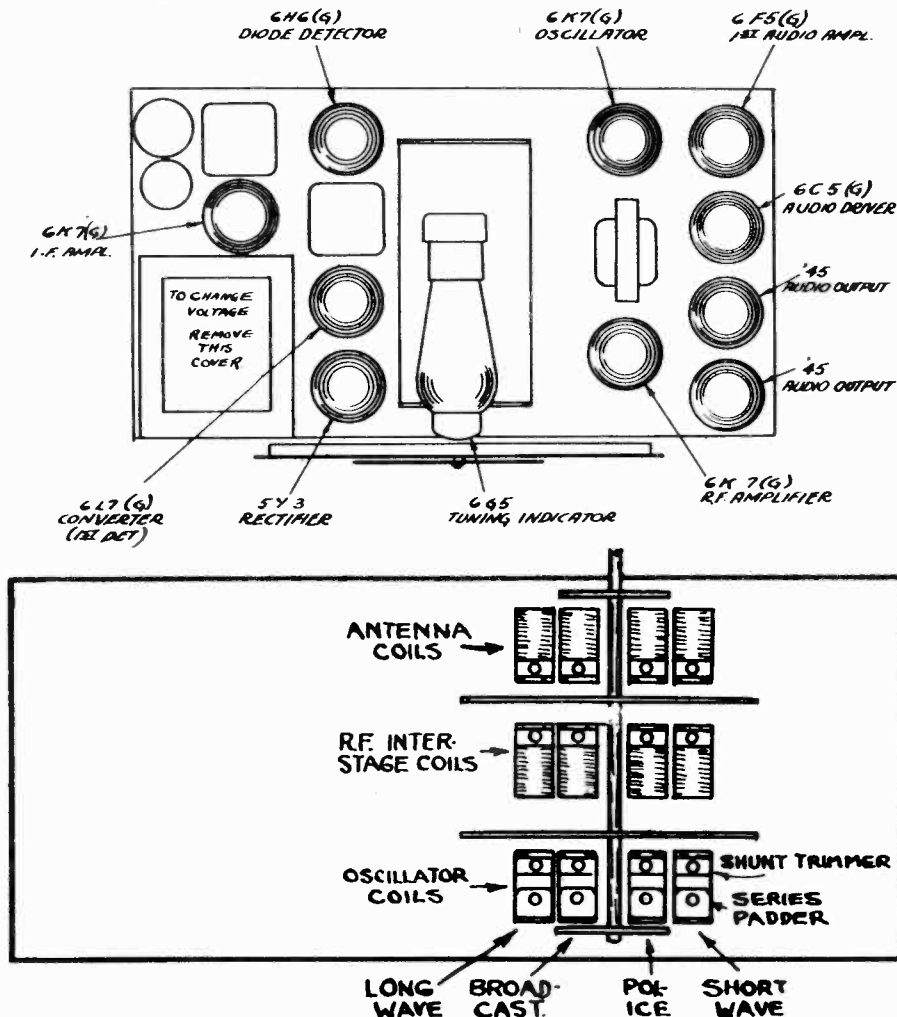 6H6(G)
DIODE DETECTOR
6K7(G)
OSCILLATOR
6F5(G)
1ST AUDIO AMPL.
6C5(G)
AUDIO DRIVER
6K7(G)
I.F. AMPL.
'45
AUDIO OUTPUT
TO CHANGE
VOLTAGE
REMOVE
THIS
COVER
'45
AUDIO OUTPUT
6L7(G)
CONVERTER
(1ST DET)
5Y3
RECTIFIER
6G5
TUNING INDICATOR
6K7(G)
R.F. AMPLIFIER
ANTENNA
COILS
R.F. INTER-
STAGE COILS
OSCILLATOR
COILS
SHUNT TRIMMER
SERIES
PADDER
LONG
WAVE
BROAD-
CAST.
POL-
ICE
SHORT
WAVE